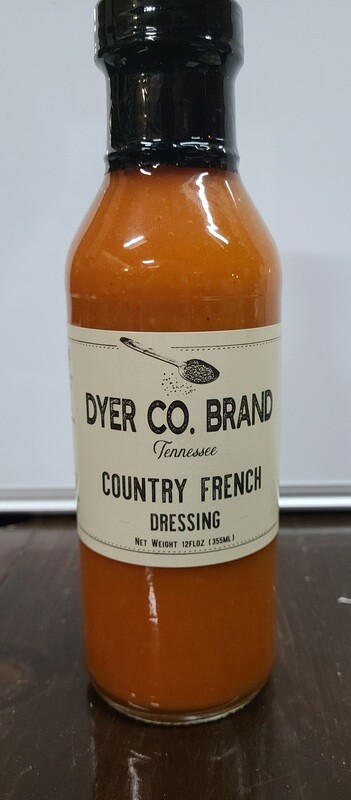 DYER CO. BRAND
Tennessee
COUNTRY FRENCH
DRESSING
NET WEIGHT 12FLOZ (355ML)